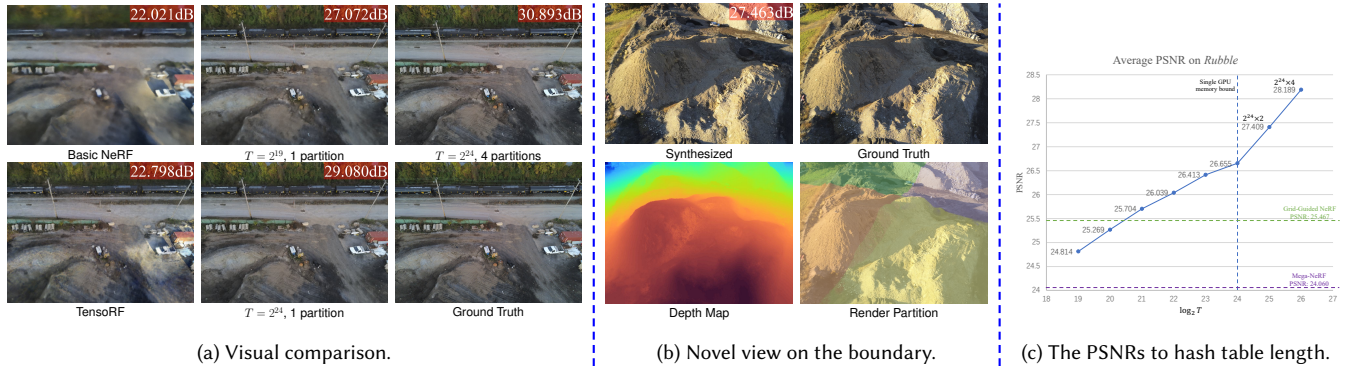 22.021dB
27.072dB
30.893dB
Basic NeRF
T = 2^19, 1 partition
T = 2^24, 4 partitions
22.798dB
29.080dB
TensoRF
T = 2^24, 1 partition
Ground Truth
(a) Visual comparison.
27.463dB
Synthesized
Ground Truth
Depth Map
Render Partition
(b) Novel view on the boundary.
Average PSNR on Rubble
Single GPU
memory bound
2^24×4
28.189
2^24×2
27.409
26.655
26.413
26.039
25.704
25.269
24.814
Grid-Guided NeRF
PSNR: 25.467
Mega-NeRF
PSNR: 24.060
PSNR
28.5
28
27.5
27
26.5
26
25.5
25
24.5
24
18 19 20 21 22 23 24 25 26 27
log₂ T
(c) The PSNRs to hash table length.